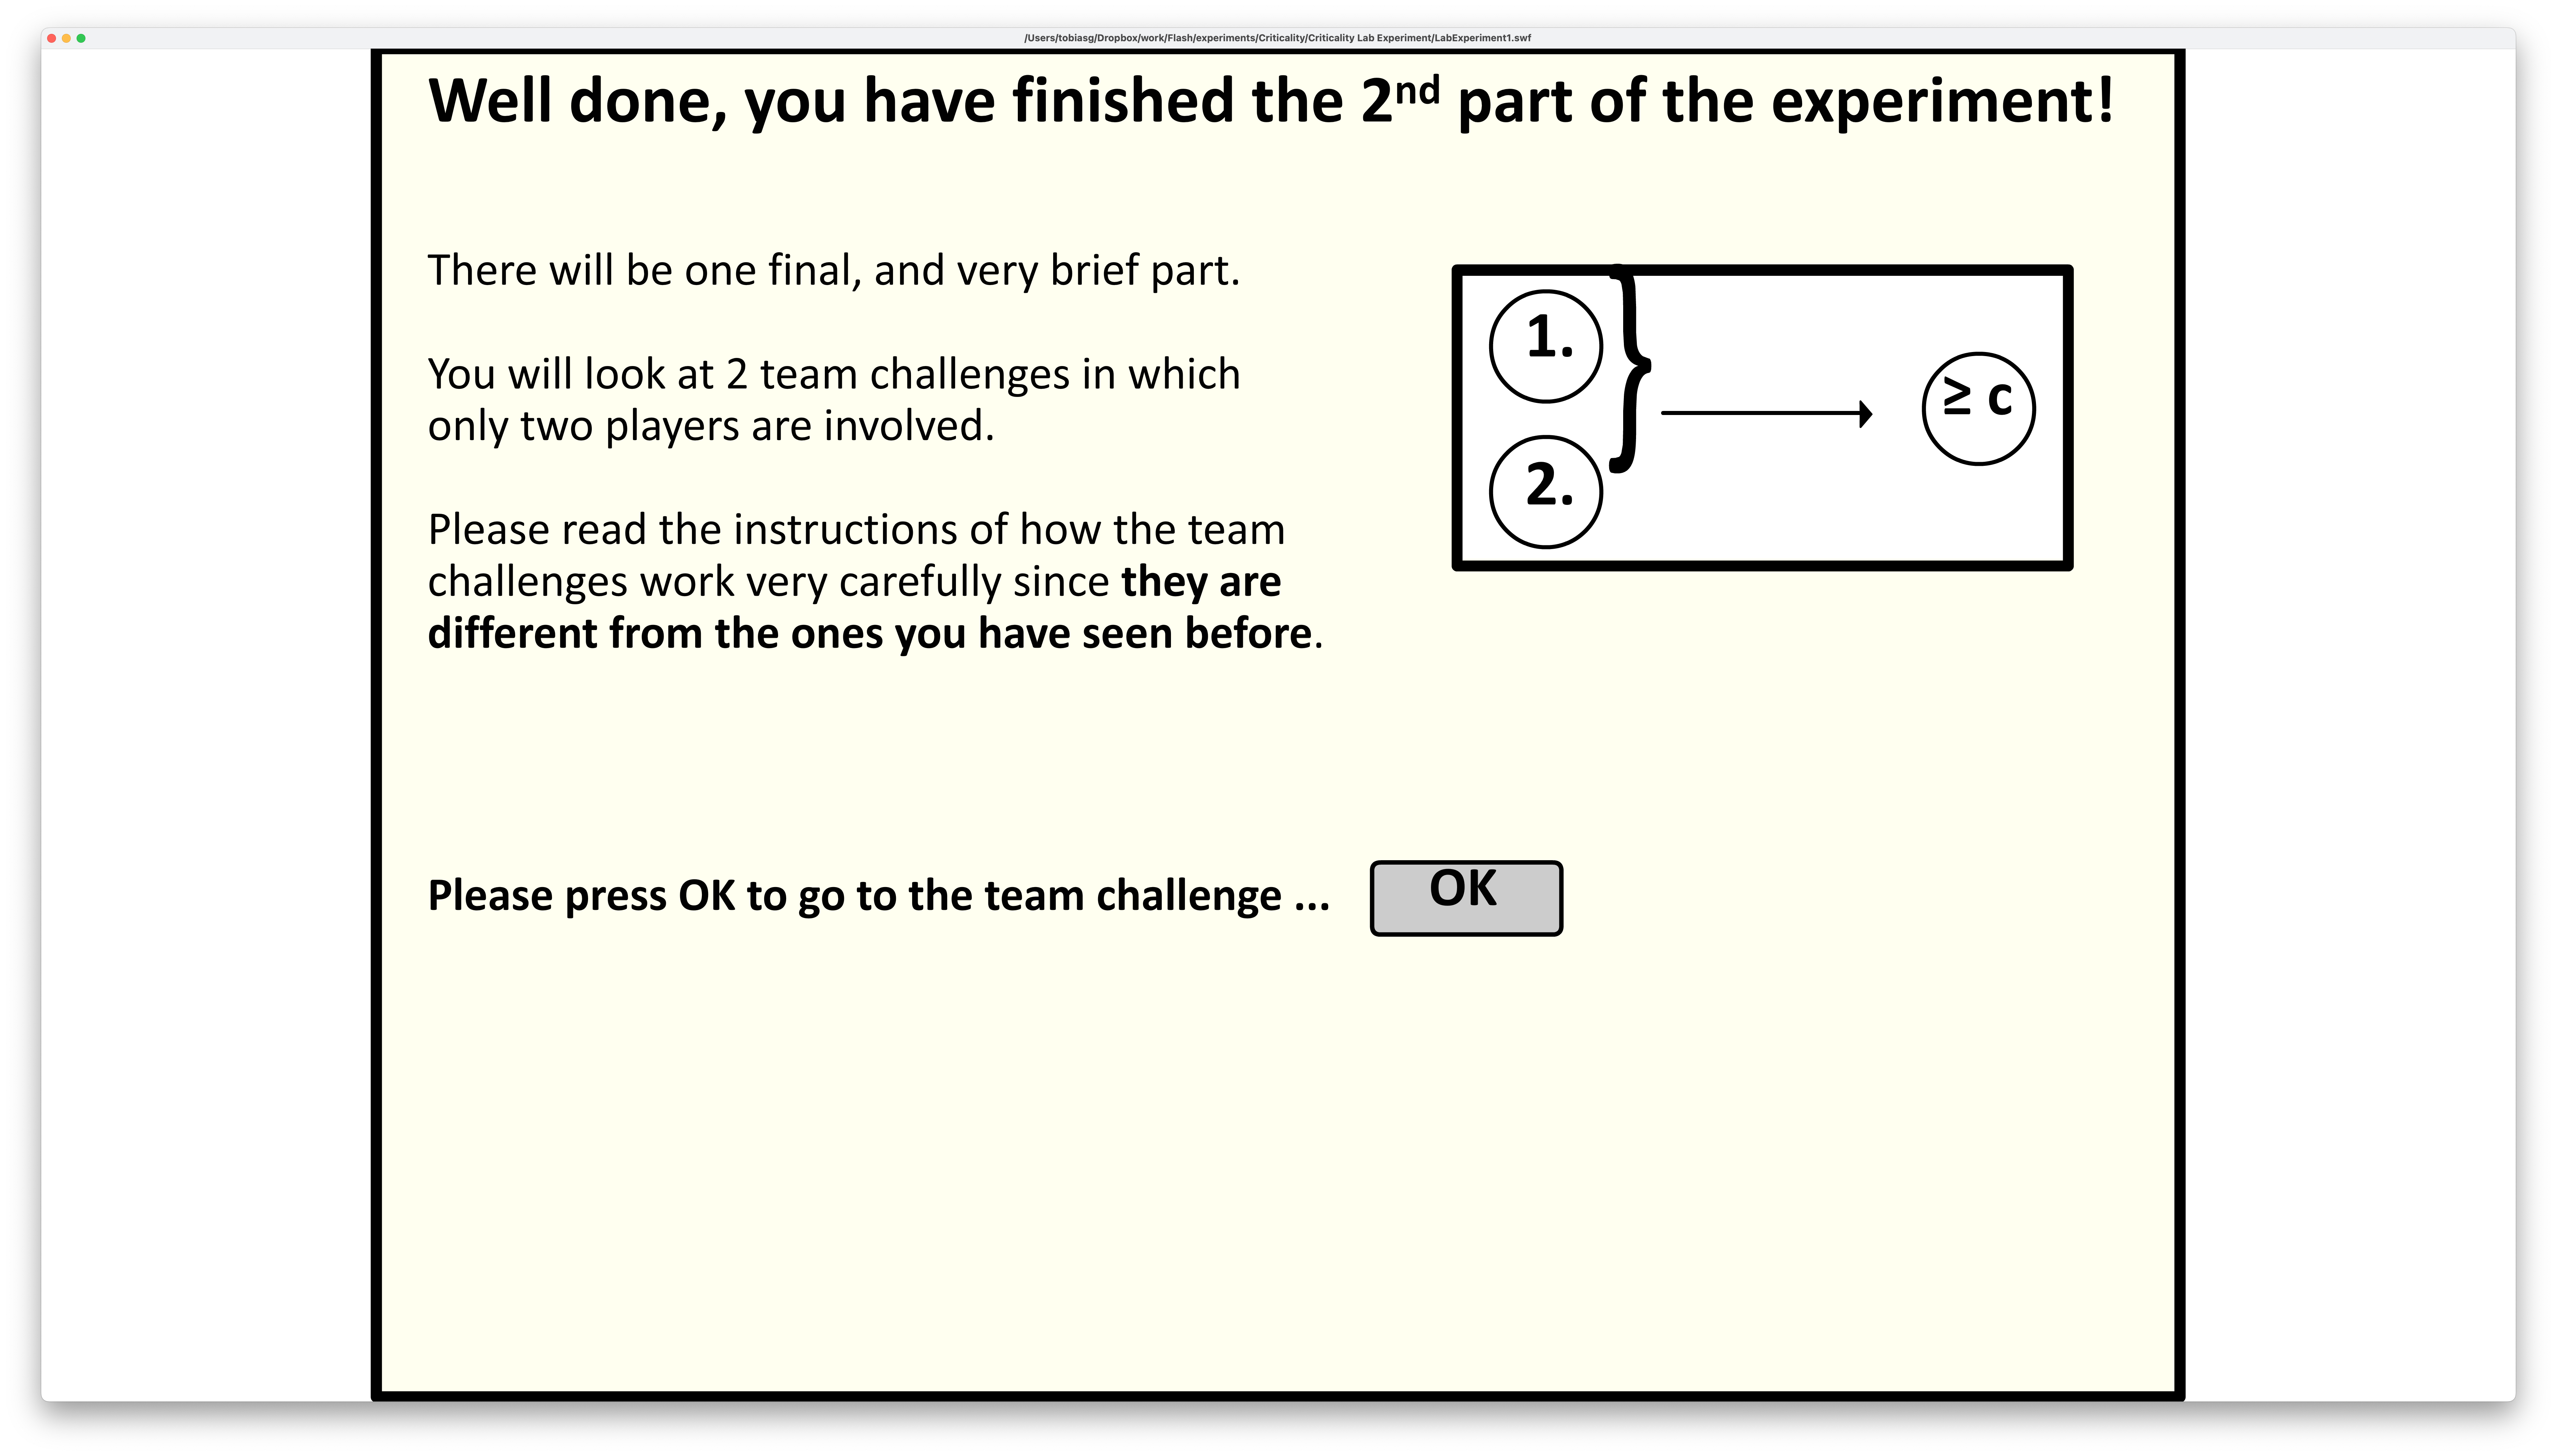 /Users/tobiasg/Dropbox/work/Flash/experiments/Criticality/Criticality Lab Experiment/LabExperiment1.swf
Well done, you have finished the 2nd part of the experiment!
There will be one final, and very brief part.
You will look at 2 team challenges in which
only two players are involved.
Please read the instructions of how the team
challenges work very carefully since they are
different from the ones you have seen before.
1.
2.
}
≥ c
Please press OK to go to the team challenge ...
OK